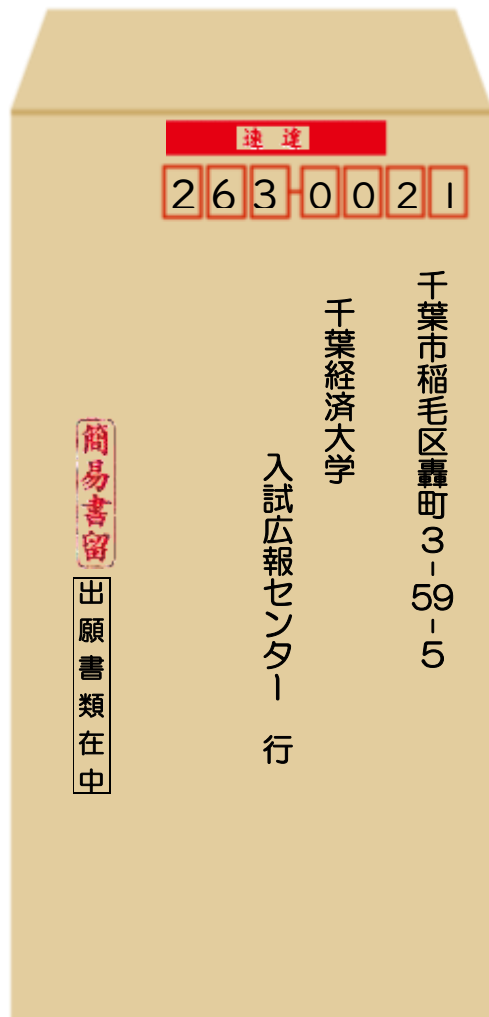 速達
263-0021
千葉市稲毛区轟町3-59-5
千葉経済大学
入試広報センター 行
簡易書留
出願書類在中